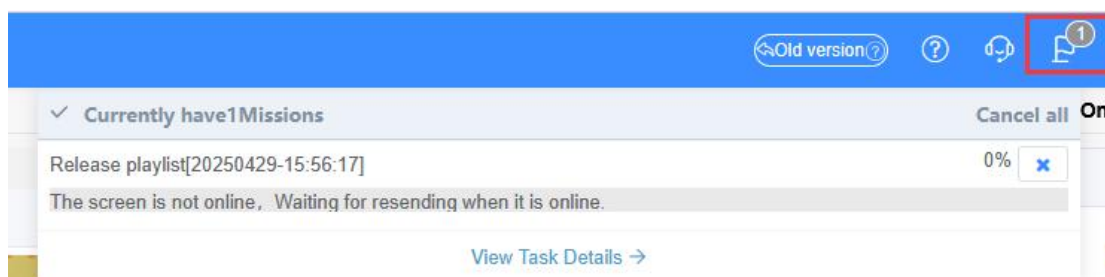 Old version?
?
1
Currently have1Missions
Cancel all
On
Release playlist[20250429-15:56:17]
0%
The screen is not online，Waiting for resending when it is online.
View Task Details →